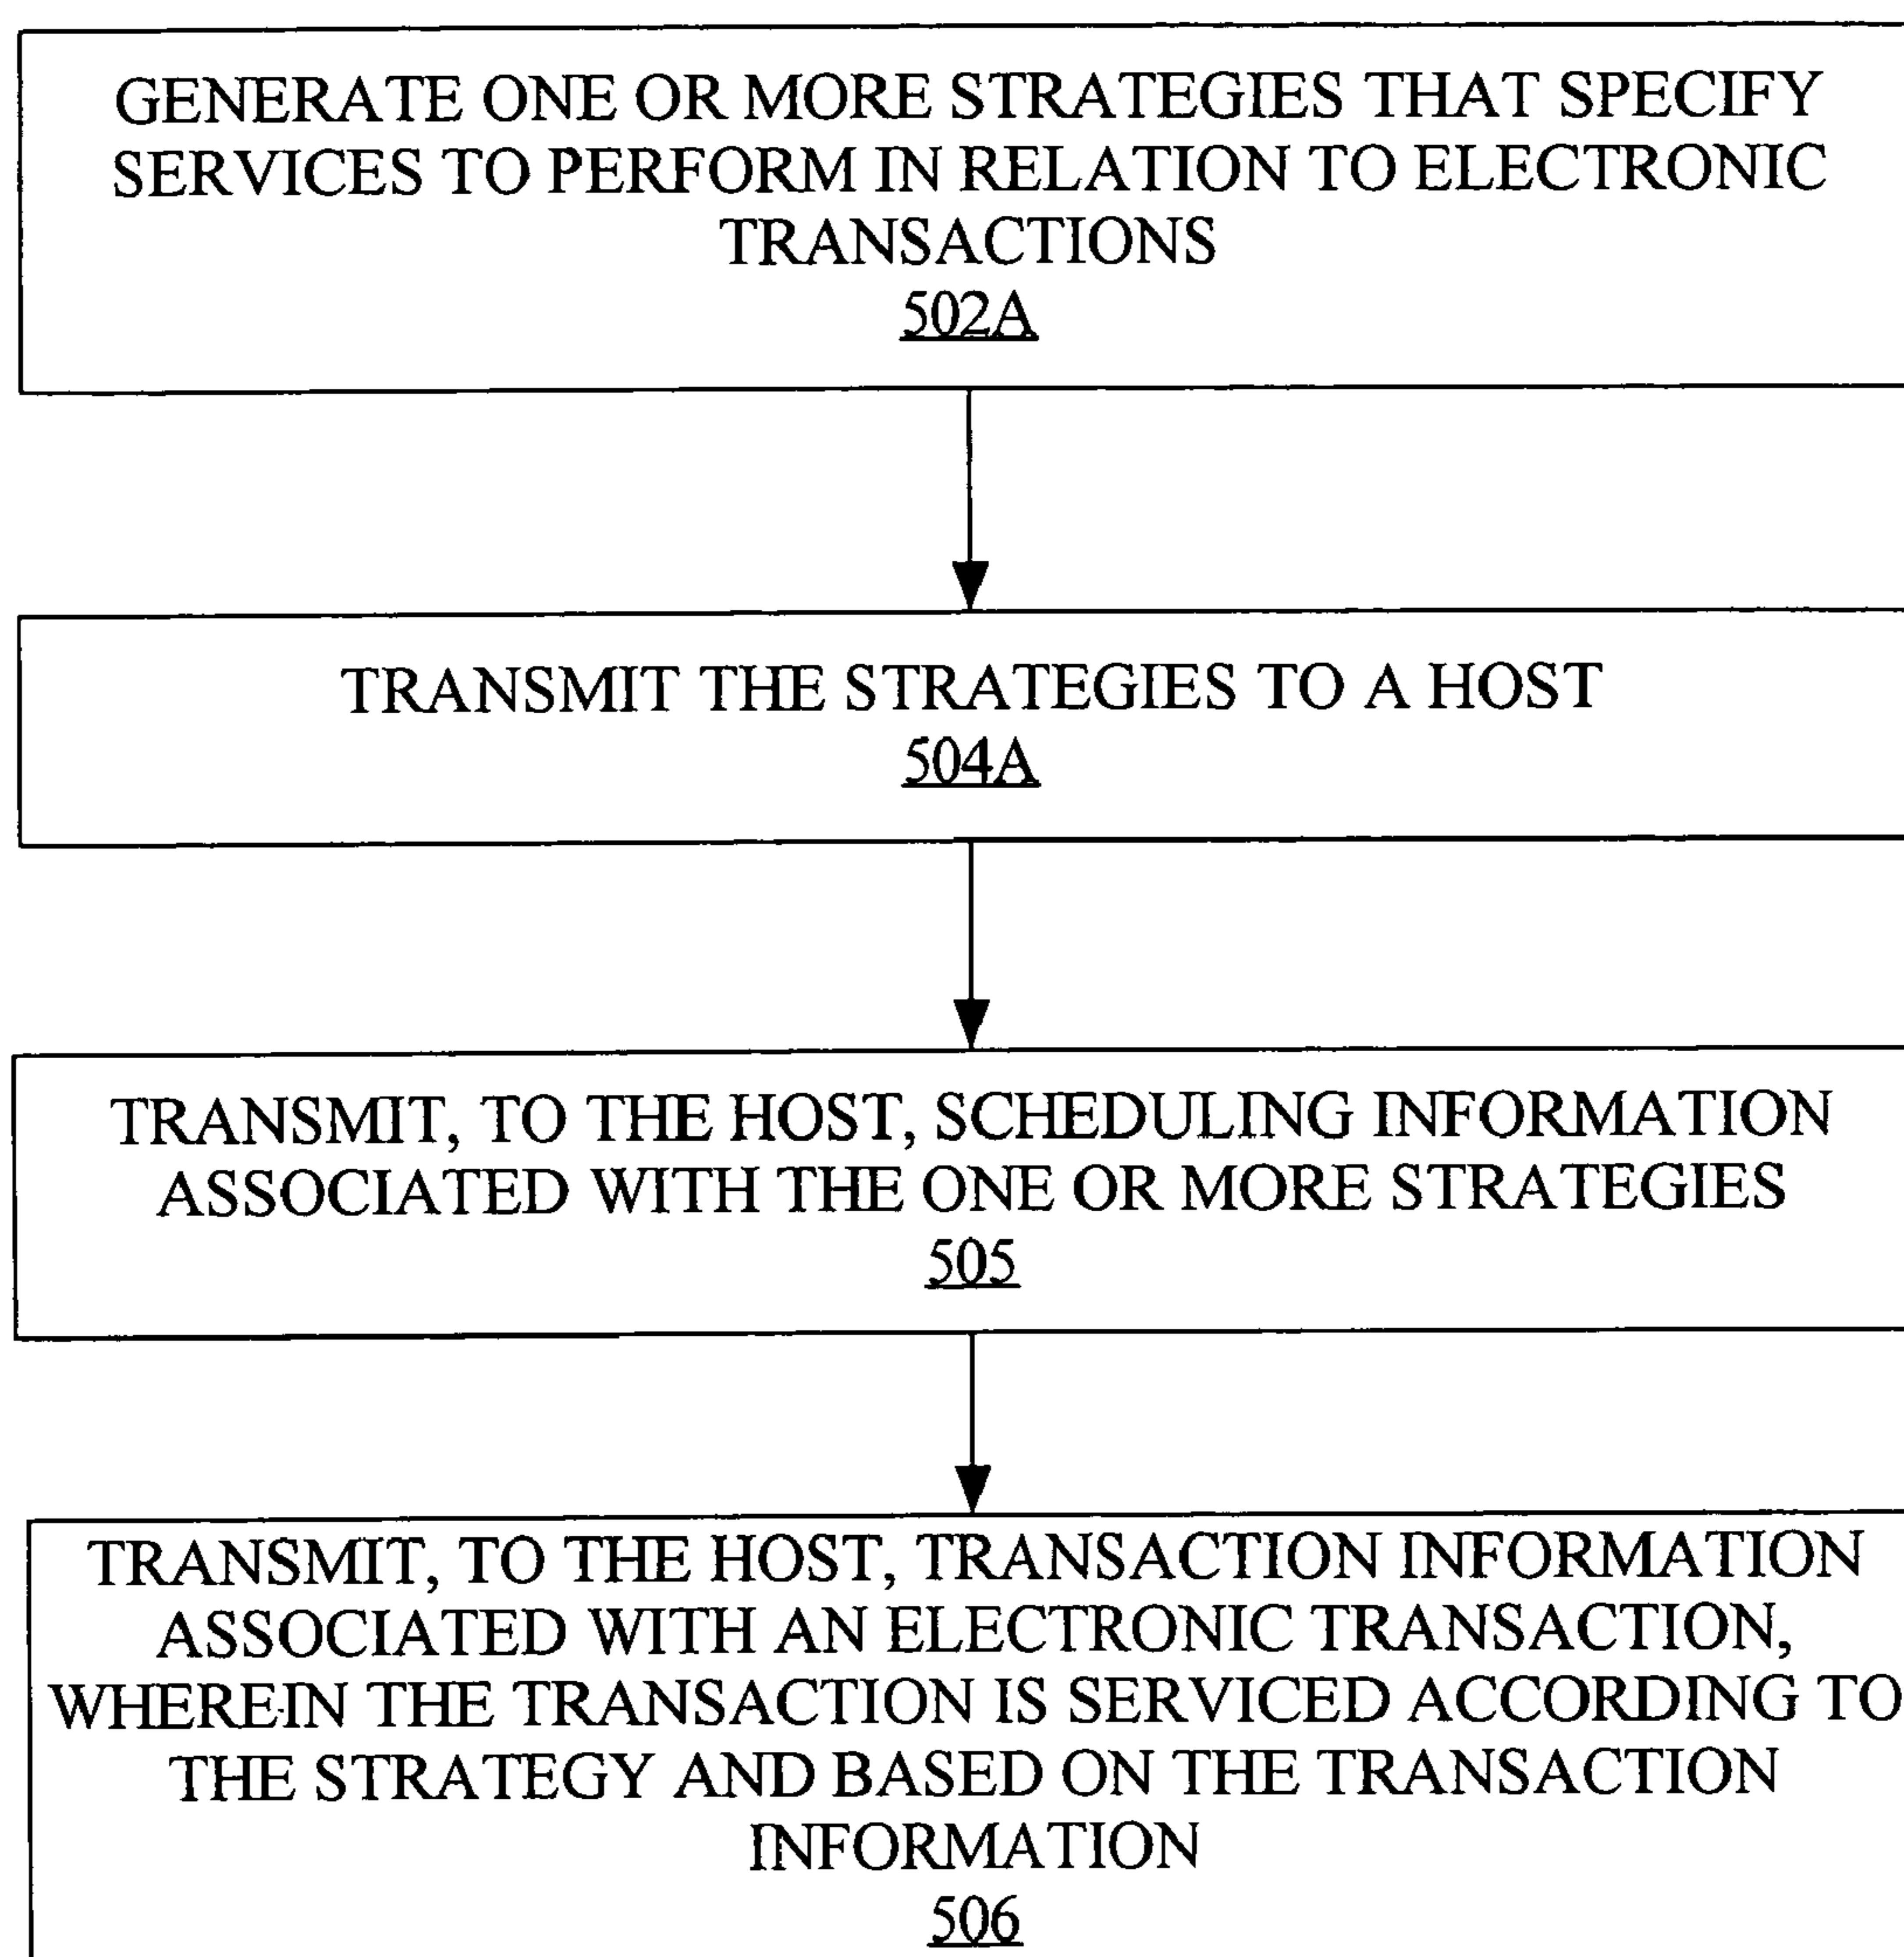 GENERATE ONE OR MORE STRATEGIES THAT SPECIFY
SERVICES TO PERFORM IN RELATION TO ELECTRONIC
TRANSACTIONS
502A
TRANSMIT THE STRATEGIES TO A HOST
504A
TRANSMIT, TO THE HOST, SCHEDULING INFORMATION
ASSOCIATED WITH THE ONE OR MORE STRATEGIES
505
TRANSMIT, TO THE HOST, TRANSACTION INFORMATION
ASSOCIATED WITH AN ELECTRONIC TRANSACTION,
WHEREIN THE TRANSACTION IS SERVICED ACCORDING TO
THE STRATEGY AND BASED ON THE TRANSACTION
INFORMATION
506